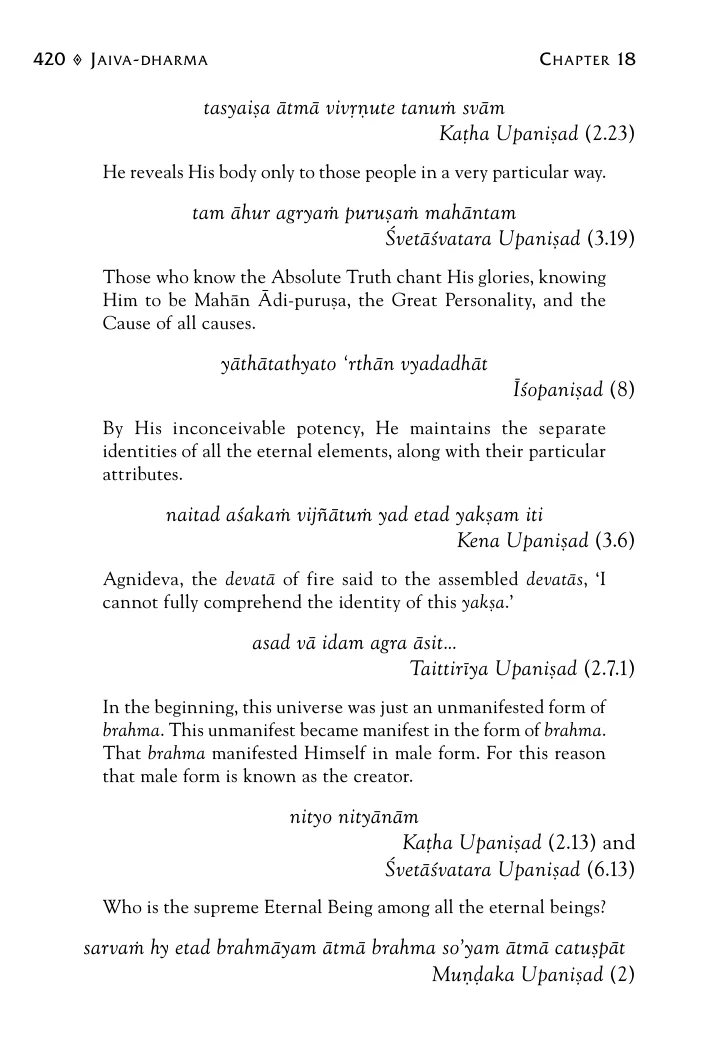 420 ◈ Jaiva-dharma Chapter 18
tasyaiṣa ātmā vivṛṇute tanuṁ svām
Kaṭha Upaniṣad (2.23)
He reveals His body only to those people in a very particular way.
tam āhur agryaṁ puruṣaṁ mahāntam
Śvetāśvatara Upaniṣad (3.19)
Those who know the Absolute Truth chant His glories, knowing
Him to be Mahān Ādi-puruṣa, the Great Personality, and the
Cause of all causes.
yāthātathyato ‘rthān vyadadhāt
Īśopaniṣad (8)
By His inconceivable potency, He maintains the separate
identities of all the eternal elements, along with their particular
attributes.
naitad aśakaṁ vijñātuṁ yad etad yakṣam iti
Kena Upaniṣad (3.6)
Agnideva, the devatā of fire said to the assembled devatās, ‘I
cannot fully comprehend the identity of this yakṣa.’
asad vā idam agra āsit...
Taittirīya Upaniṣad (2.7.1)
In the beginning, this universe was just an unmanifested form of
brahma. This unmanifest became manifest in the form of brahma.
That brahma manifested Himself in male form. For this reason
that male form is known as the creator.
nityo nityānām
Kaṭha Upaniṣad (2.13) and
Śvetāśvatara Upaniṣad (6.13)
Who is the supreme Eternal Being among all the eternal beings?
sarvaṁ hy etad brahmāyam ātmā brahma so’yam ātmā catuṣpāt
Muṇḍaka Upaniṣad (2)